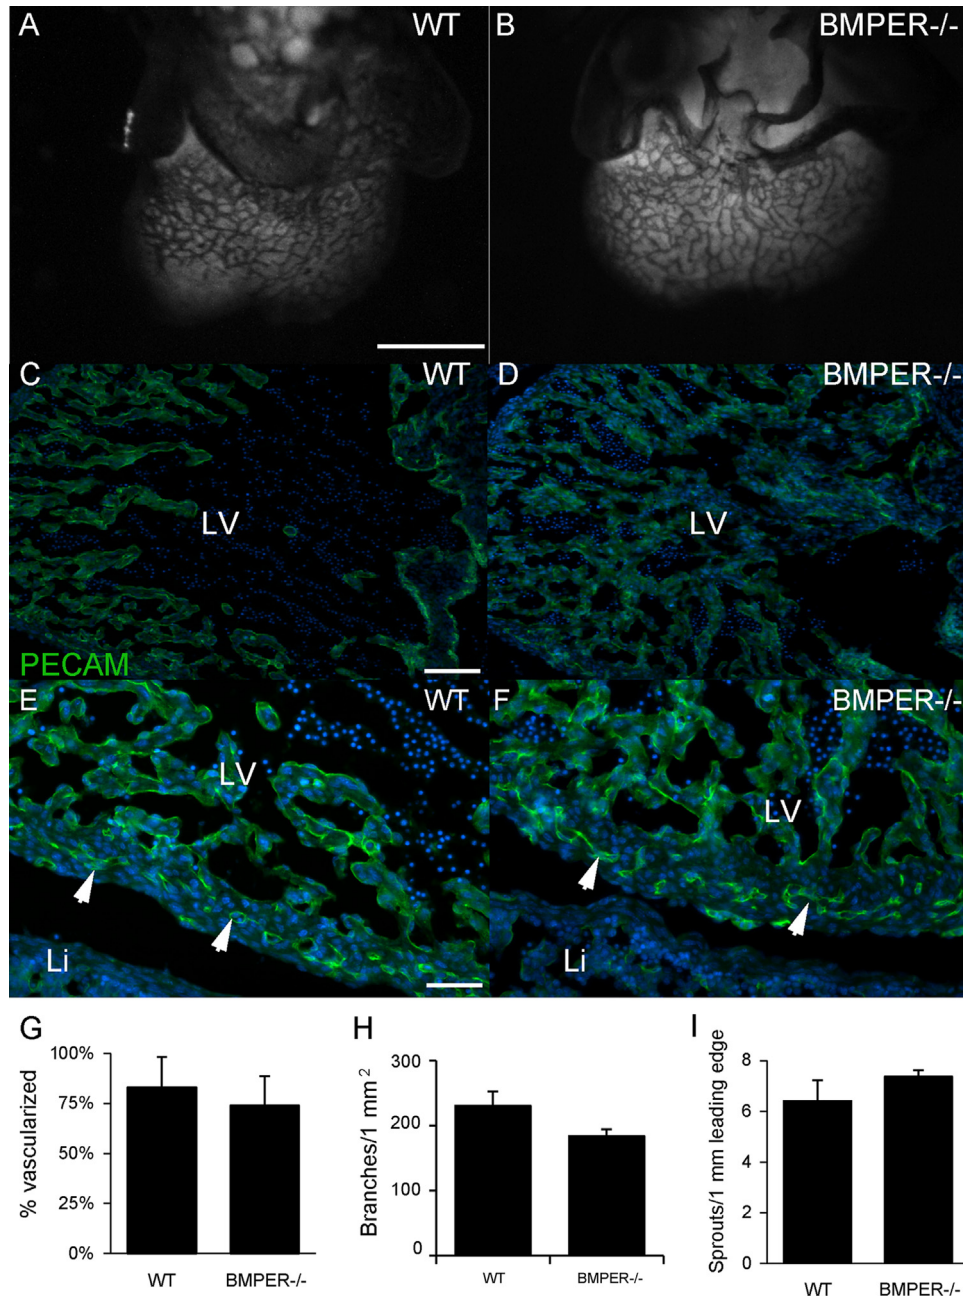 A WT
B BMPER-/-
C WT
LV
PECAM
D BMPER-/-
LV
E WT
LV
Li
F BMPER-/-
LV
Li
G
% vascularized
100%
75%
50%
25%
0%
WT BMPER-/-
H
Branches/1 mm 2
300
200
100
0
WT BMPER-/-
I
Sprouts/1 mm leading edge
8
6
4
2
0
WT BMPER-/-